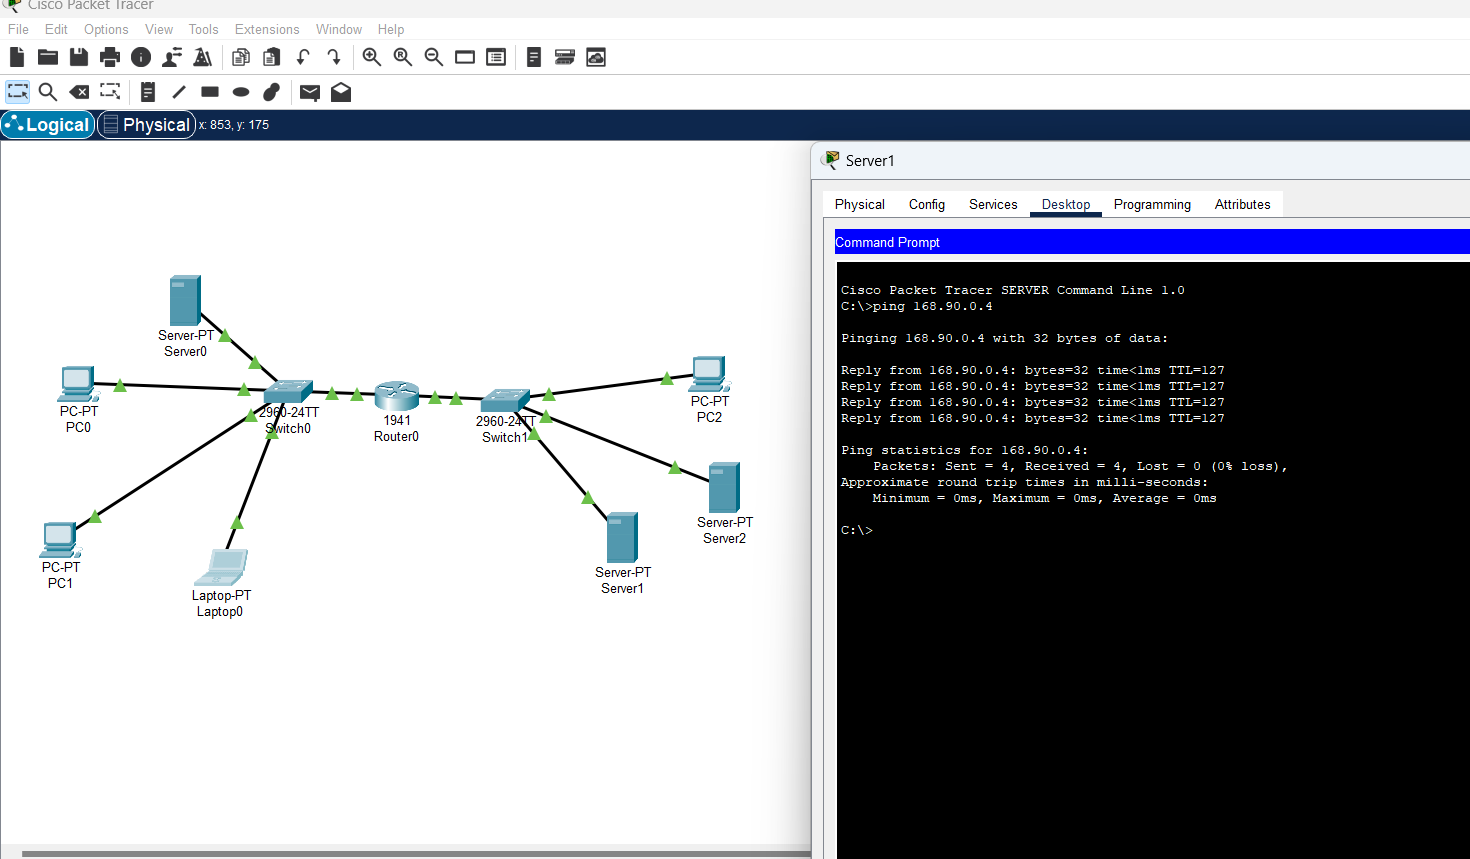 Cisco Packet Tracer
File Edit Options View Tools Extensions Window Help
Logical Physical x: 853, y: 175
Server1
Physical Config Services Desktop Programming Attributes
Command Prompt
Cisco Packet Tracer SERVER Command Line 1.0
C:\>ping 168.90.0.4
Pinging 168.90.0.4 with 32 bytes of data:
Reply from 168.90.0.4: bytes=32 time<1ms TTL=127
Reply from 168.90.0.4: bytes=32 time<1ms TTL=127
Reply from 168.90.0.4: bytes=32 time<1ms TTL=127
Reply from 168.90.0.4: bytes=32 time<1ms TTL=127
Ping statistics for 168.90.0.4:
Packets: Sent = 4, Received = 4, Lost = 0 (0% loss),
Approximate round trip times in milli-seconds:
Minimum = 0ms, Maximum = 0ms, Average = 0ms
C:\>
Server-PT
Server0
PC-PT
PC0
2960-24TT
Switch0
1941
Router0
2960-24TT
Switch1
PC-PT
PC2
Server-PT
Server2
PC-PT
PC1
Server-PT
Server1
Laptop-PT
Laptop0